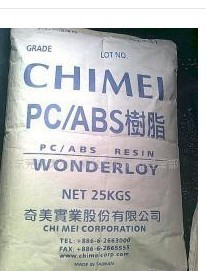 GRADE
LOT NO.
CHIMEI
PC/ABS樹脂
PC/ABS RESIN
WONDERLOY
NET 25KGS
奇美實業股份有限公司
CHI MEI CORPORATION
TEL: +886-6-2663000
FAX: +886-6-2665555
www.chimeicorp.com
MADE IN TAIWAN